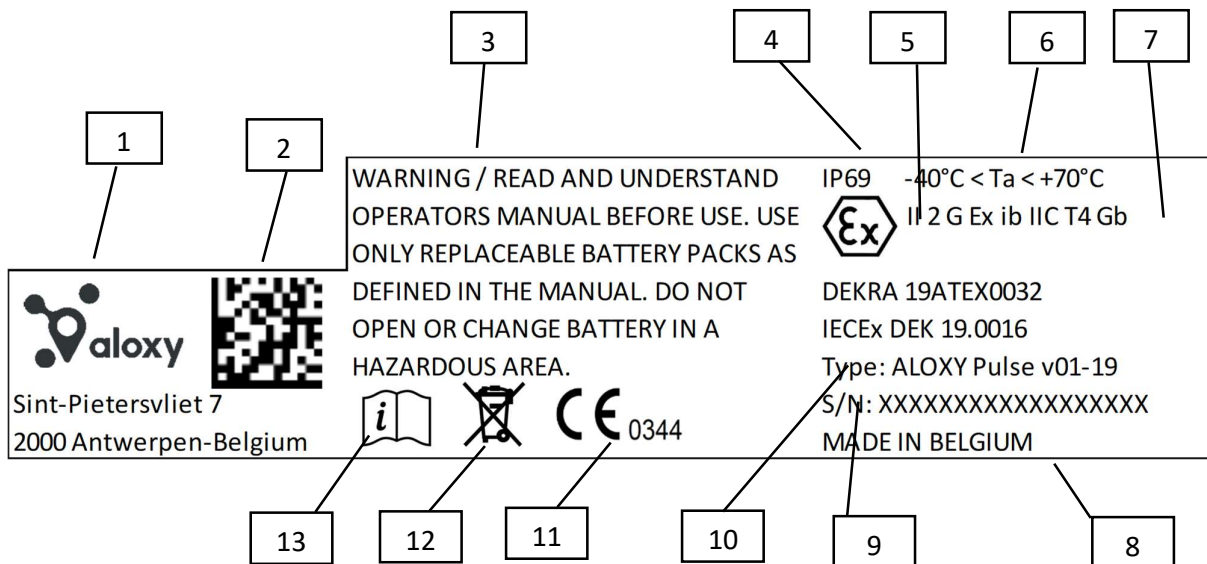 3
4
5
6
7
1
2
WARNING / READ AND UNDERSTAND
OPERATORS MANUAL BEFORE USE. USE
ONLY REPLACEABLE BATTERY PACKS AS
DEFINED IN THE MANUAL. DO NOT
OPEN OR CHANGE BATTERY IN A
HAZARDOUS AREA.
IP69 -40°C < Ta < +70°C
Ex II 2 G Ex ib IIC T4 Gb
DEKRA 19ATEX0032
IECEx DEK 19.0016
Type: ALOXY Pulse v01-19
S/N: XXXXXXXXXXXXXXXXXX
MADE IN BELGIUM
aloxy
Sint-Pietersvliet 7
2000 Antwerpen-Belgium
i
CE 0344
13
12
11
10
9
8